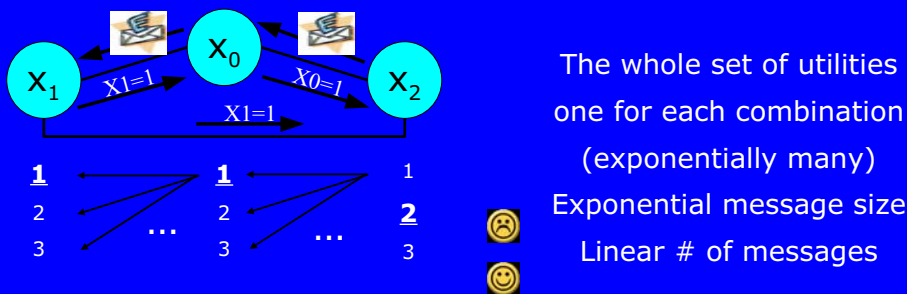 X0
X1
X1=1
X0=1
X2
X1=1
1 1 1
2 2 2
... ...
3 3 3
The whole set of utilities
one for each combination
(exponentially many)
Exponential message size
Linear # of messages